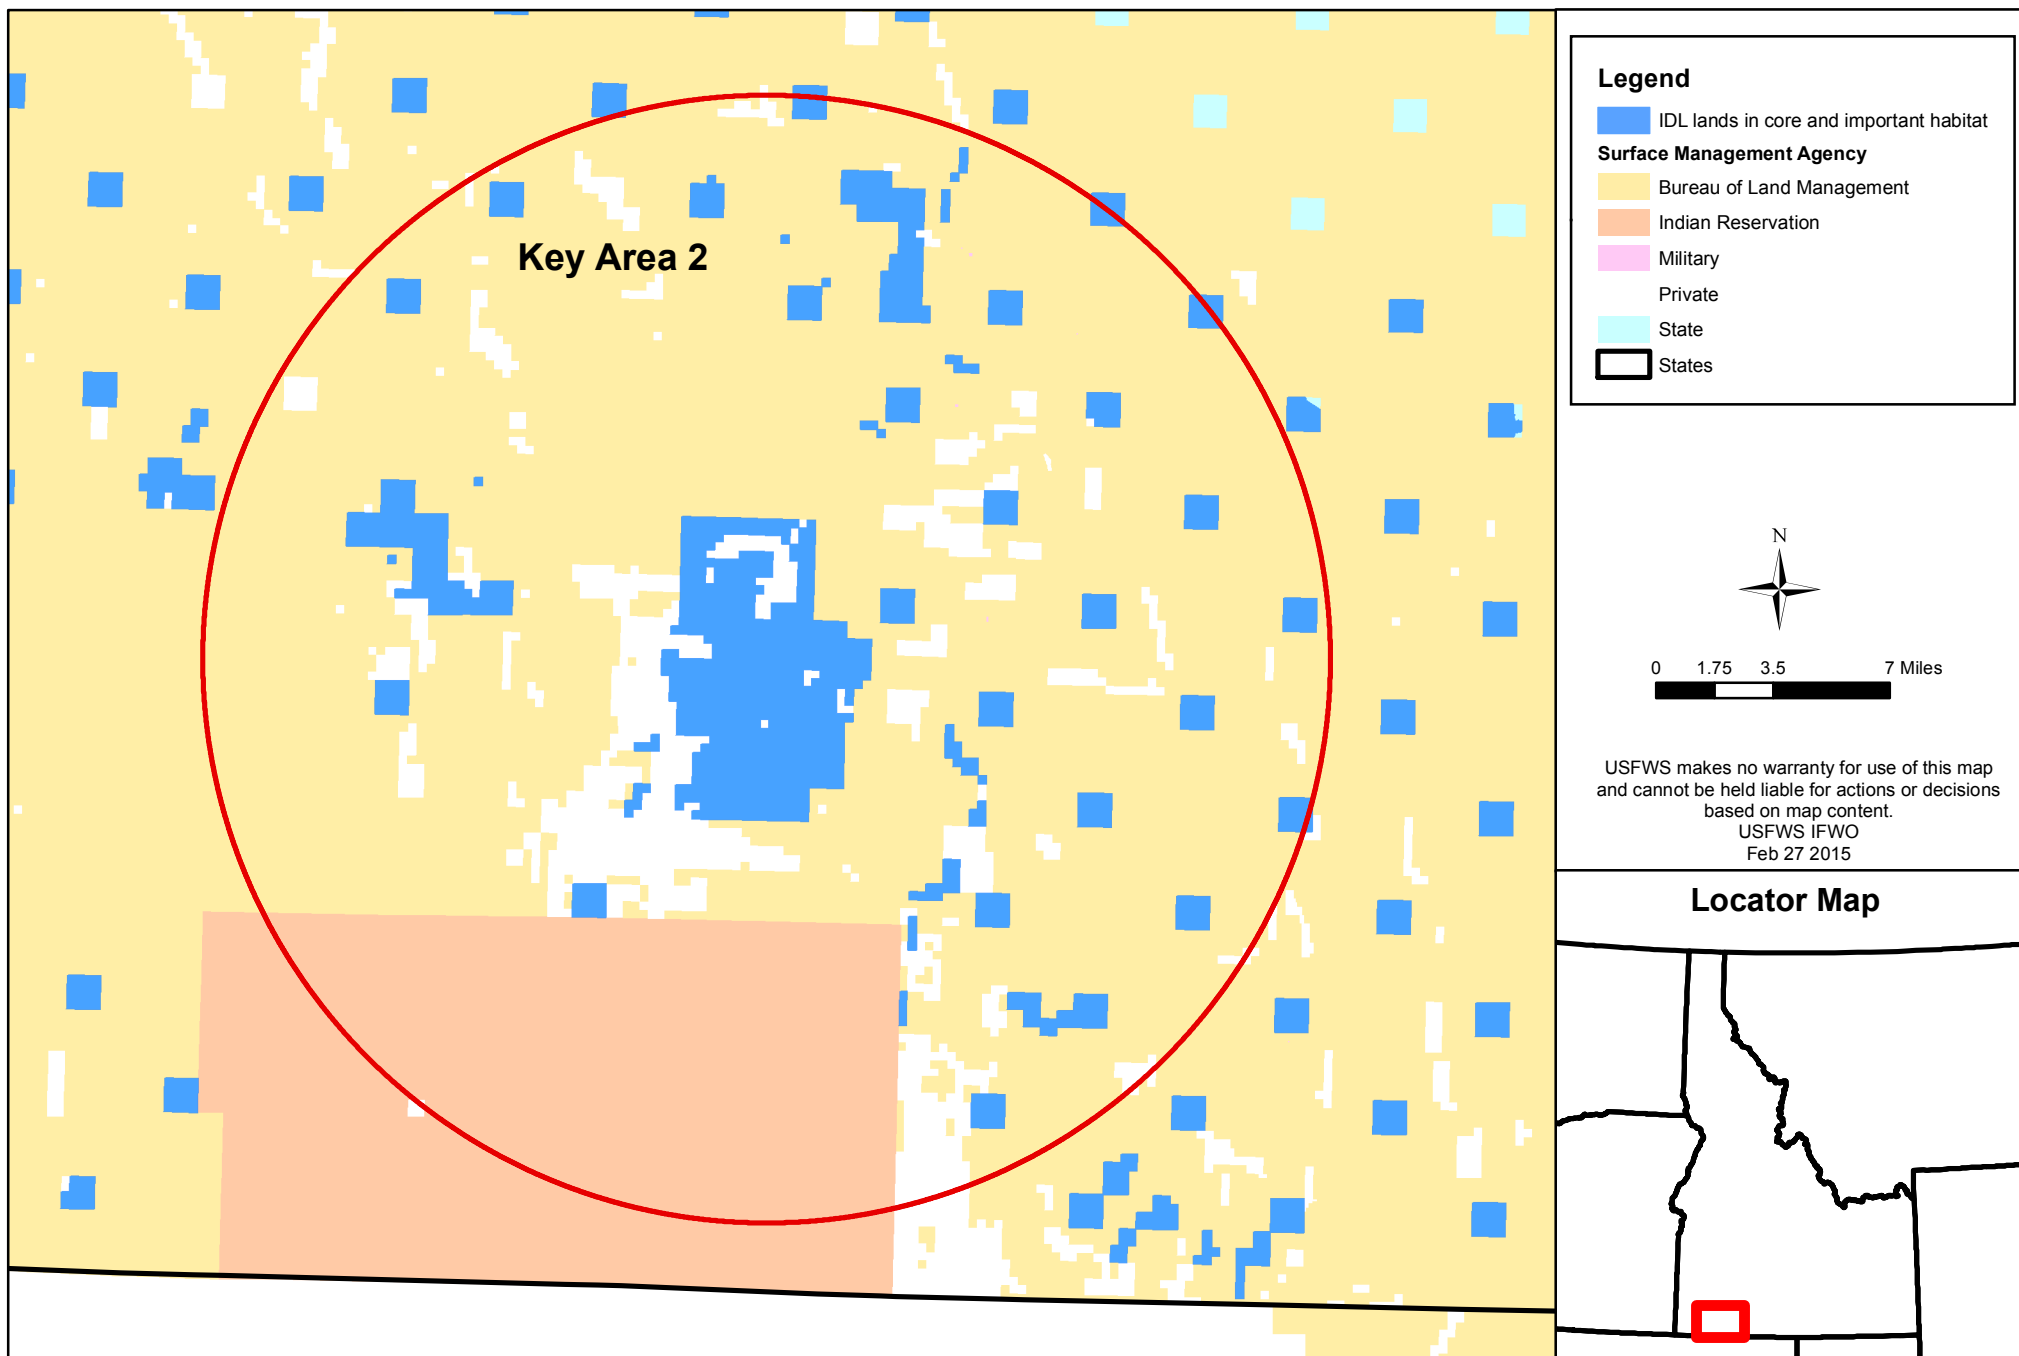 Key Area 2
Legend
IDL lands in core and important habitat
Surface Management Agency
Bureau of Land Management
Indian Reservation
Military
Private
State
States
N
0 1.75 3.5 7 Miles
USFWS makes no warranty for use of this map
and cannot be held liable for actions or decisions
based on map content.
USFWS IFWO
Feb 27 2015
Locator Map